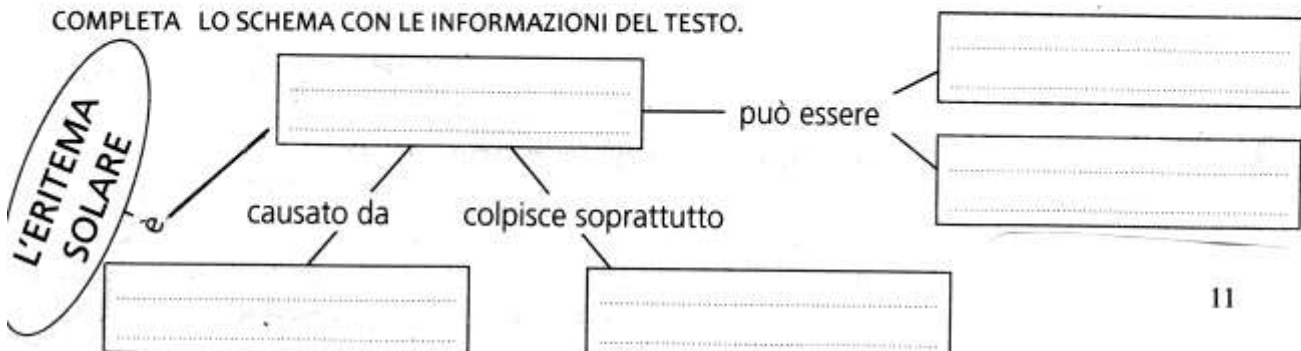 COMPLETA LO SCHEMA CON LE INFORMAZIONI DEL TESTO.
L'ERITEMA
SOLARE
è
può essere
causato da
colpisce soprattutto
11